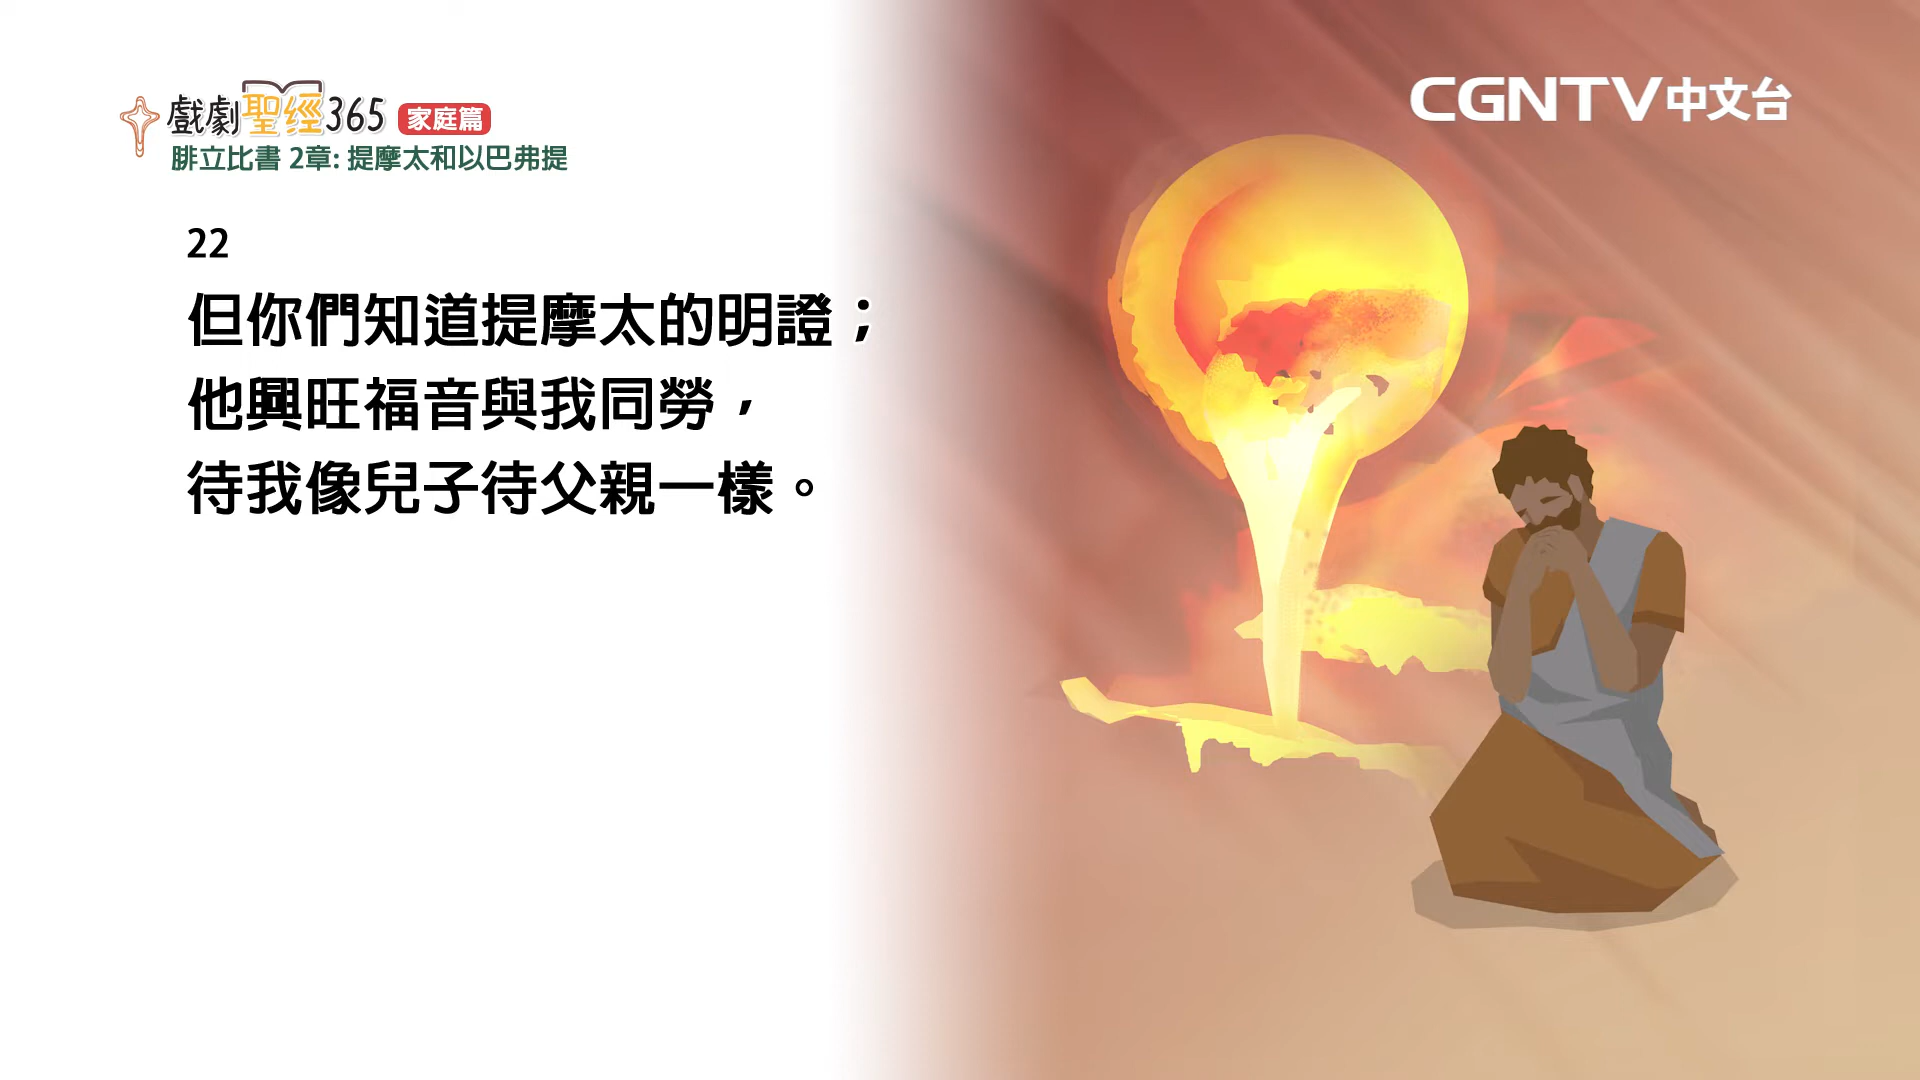 戲劇聖經365 家庭篇
CGNTV中文台
腓立比書 2章: 提摩太和以巴弗提
22
但你們知道提摩太的明證；
他興旺福音與我同勞，
待我像兒子待父親一樣。